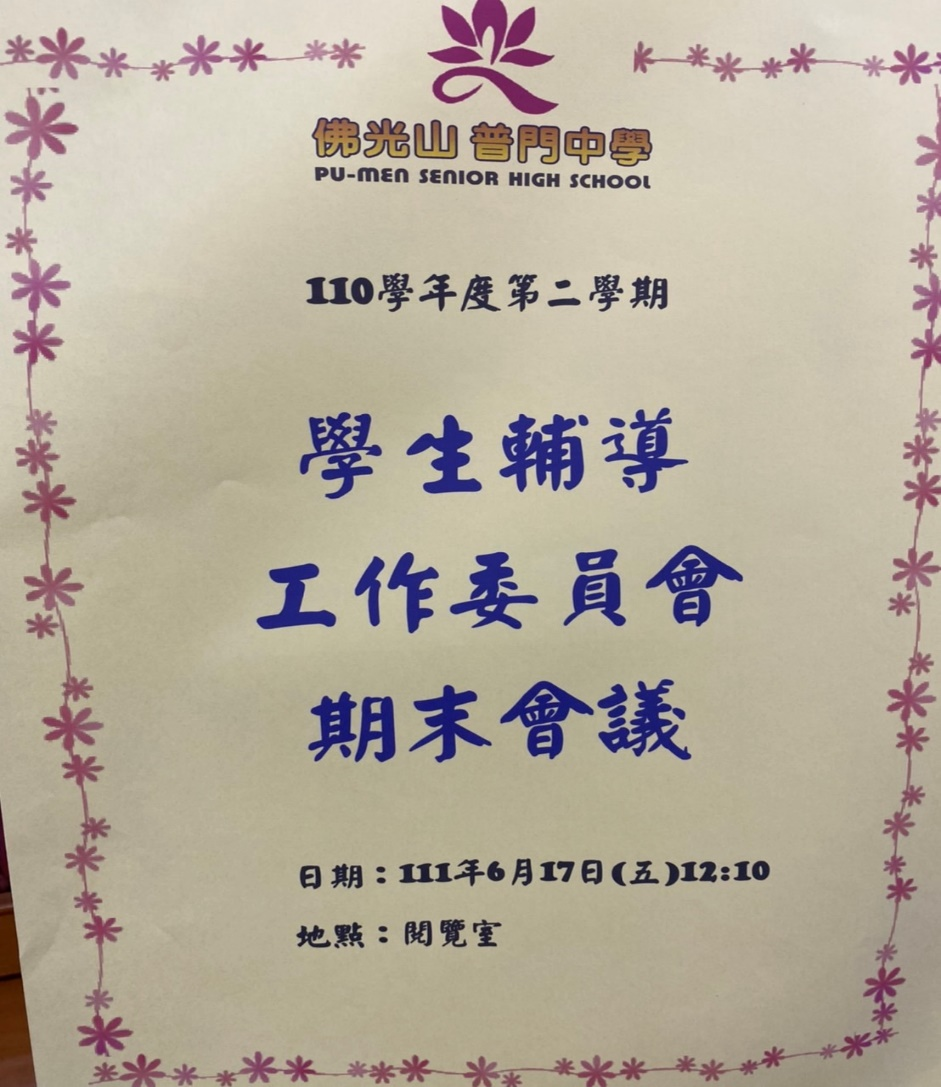 佛光山 普門中學
PU-MEN SENIOR HIGH SCHOOL
110學年度第二學期
學生輔導
工作委員會
期末會議
日期：111年6月17日(五)12:10
地點：閱覽室